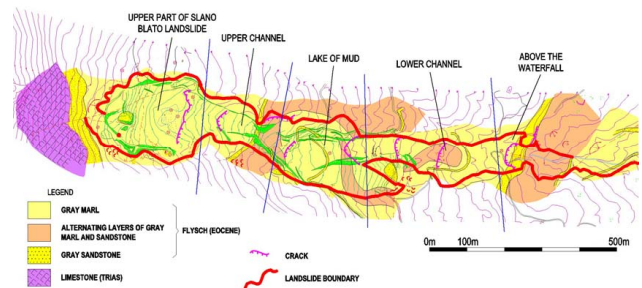 UPPER PART OF SLANO
BLATO LANDSLIDE
UPPER CHANNEL
LAKE OF MUD
LOWER CHANNEL
ABOVE THE
WATERFALL
LEGEND
GRAY MARL
ALTERNATING LAYERS OF GRAY
MARL AND SANDSTONE
FLYSCH (EOCENE)
GRAY SANDSTONE
LIMESTONE (TRIAS)
CRACK
LANDSLIDE BOUNDARY
0m 100m 500m